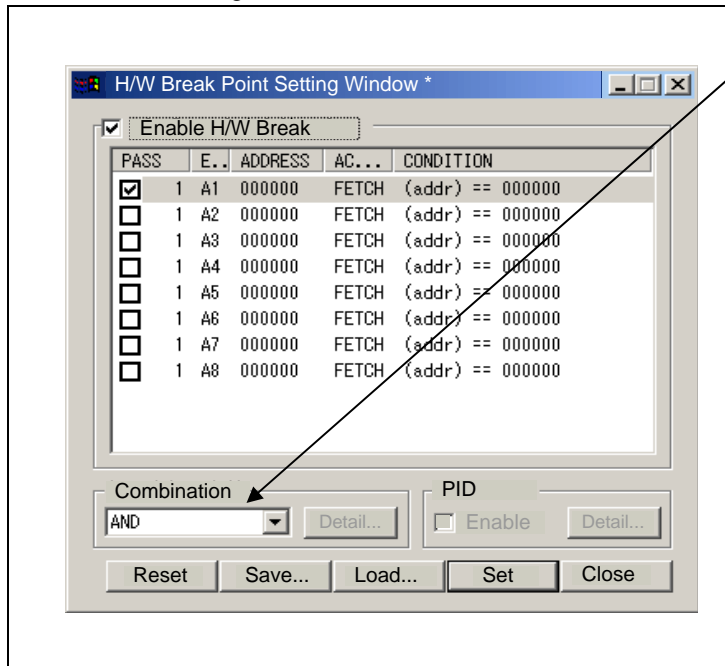 H/W Break Point Setting Window *
Enable H/W Break
PASS E.. ADDRESS AC... CONDITION
1 A1 000000 FETCH (addr) == 000000
1 A2 000000 FETCH (addr) == 000000
1 A3 000000 FETCH (addr) == 000000
1 A4 000000 FETCH (addr) == 000000
1 A5 000000 FETCH (addr) == 000000
1 A6 000000 FETCH (addr) == 000000
1 A7 000000 FETCH (addr) == 000000
1 A8 000000 FETCH (addr) == 000000
Combination PID
AND Detail... Enable Detail...
Reset Save... Load... Set Close